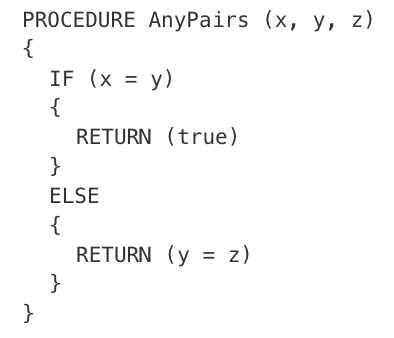 PROCEDURE AnyPairs (x, y, z)
{
  IF (x = y)
  {
    RETURN (true)
  }
  ELSE
  {
    RETURN (y = z)
  }
}